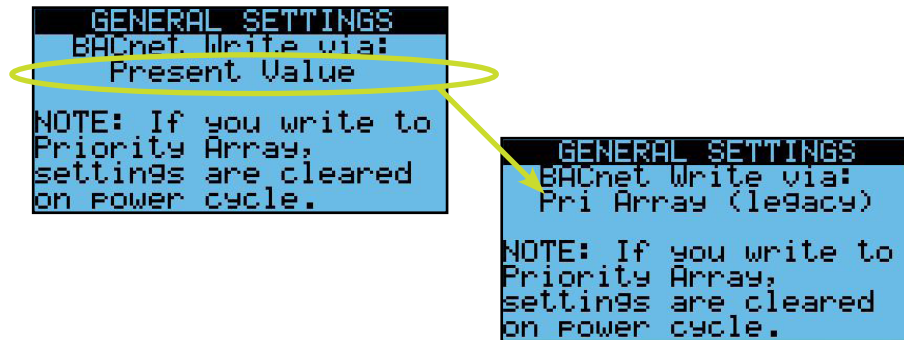 GENERAL SETTINGS
BACnet Write via:
Present Value
NOTE: If you write to
Priority Array,
settings are cleared
on power cycle.
GENERAL SETTINGS
BACnet Write via:
Pri Array (legacy)
NOTE: If you write to
Priority Array,
settings are cleared
on power cycle.